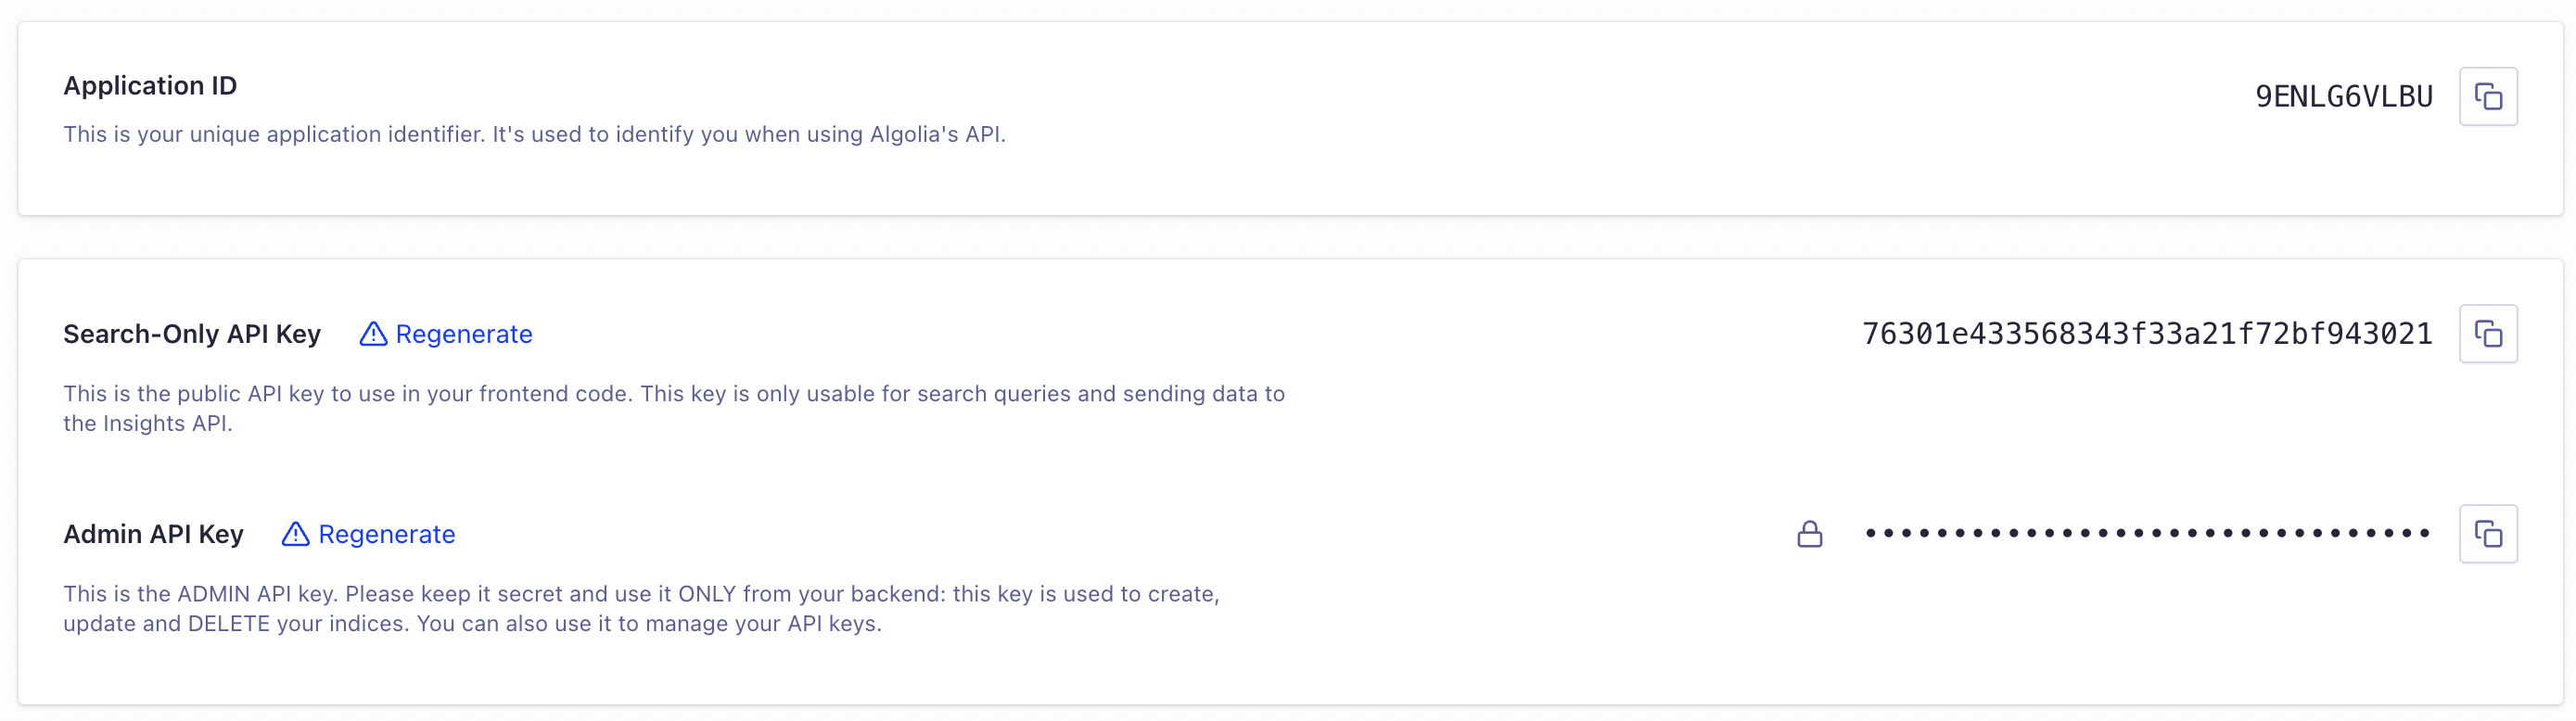 Application ID
9ENLG6VLBU
This is your unique application identifier. It's used to identify you when using Algolia's API.
Search-Only API Key
Regenerate
76301e433568343f33a21f72bf943021
This is the public API key to use in your frontend code. This key is only usable for search queries and sending data to
the Insights API.
Admin API Key
Regenerate
••••••••••••••••••••••••••••••••
This is the ADMIN API key. Please keep it secret and use it ONLY from your backend: this key is used to create,
update and DELETE your indices. You can also use it to manage your API keys.